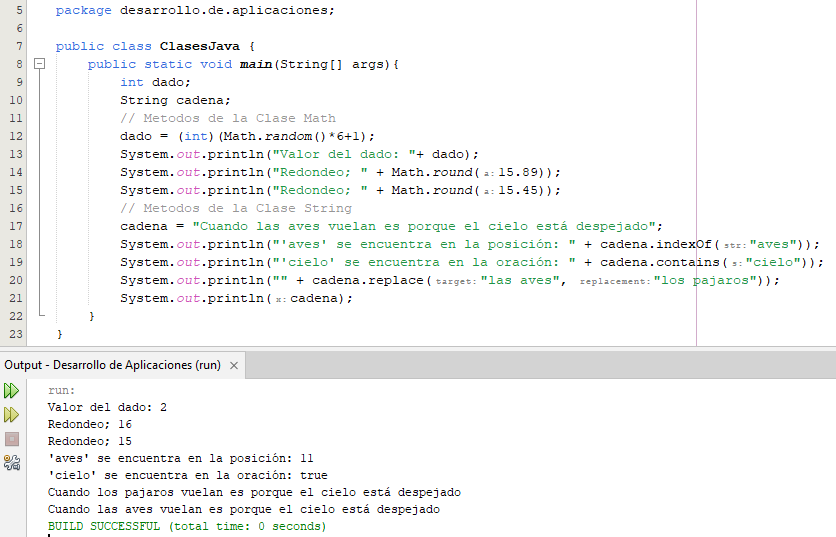 5 package desarrollo.de.aplicaciones;
6
7 public class ClasesJava {
8 public static void main(String[] args){
9 int dado;
10 String cadena;
11 // Metodos de la Clase Math
12 dado = (int)(Math.random()*6+1);
13 System.out.println("Valor del dado: "+ dado);
14 System.out.println("Redondeo; " + Math.round( a: 15.89));
15 System.out.println("Redondeo; " + Math.round( a: 15.45));
16 // Metodos de la Clase String
17 cadena = "Cuando las aves vuelan es porque el cielo está despejado";
18 System.out.println("'aves' se encuentra en la posición: " + cadena.indexOf( str: "aves"));
19 System.out.println("'cielo' se encuentra en la oración: " + cadena.contains( s: "cielo"));
20 System.out.println("" + cadena.replace( target: "las aves", replacement: "los pajaros"));
21 System.out.println( x: cadena);
22 }
23 }
Output - Desarrollo de Aplicaciones (run) ×
run:
Valor del dado: 2
Redondeo; 16
Redondeo; 15
'aves' se encuentra en la posición: 11
'cielo' se encuentra en la oración: true
Cuando los pajaros vuelan es porque el cielo está despejado
Cuando las aves vuelan es porque el cielo está despejado
BUILD SUCCESSFUL (total time: 0 seconds)